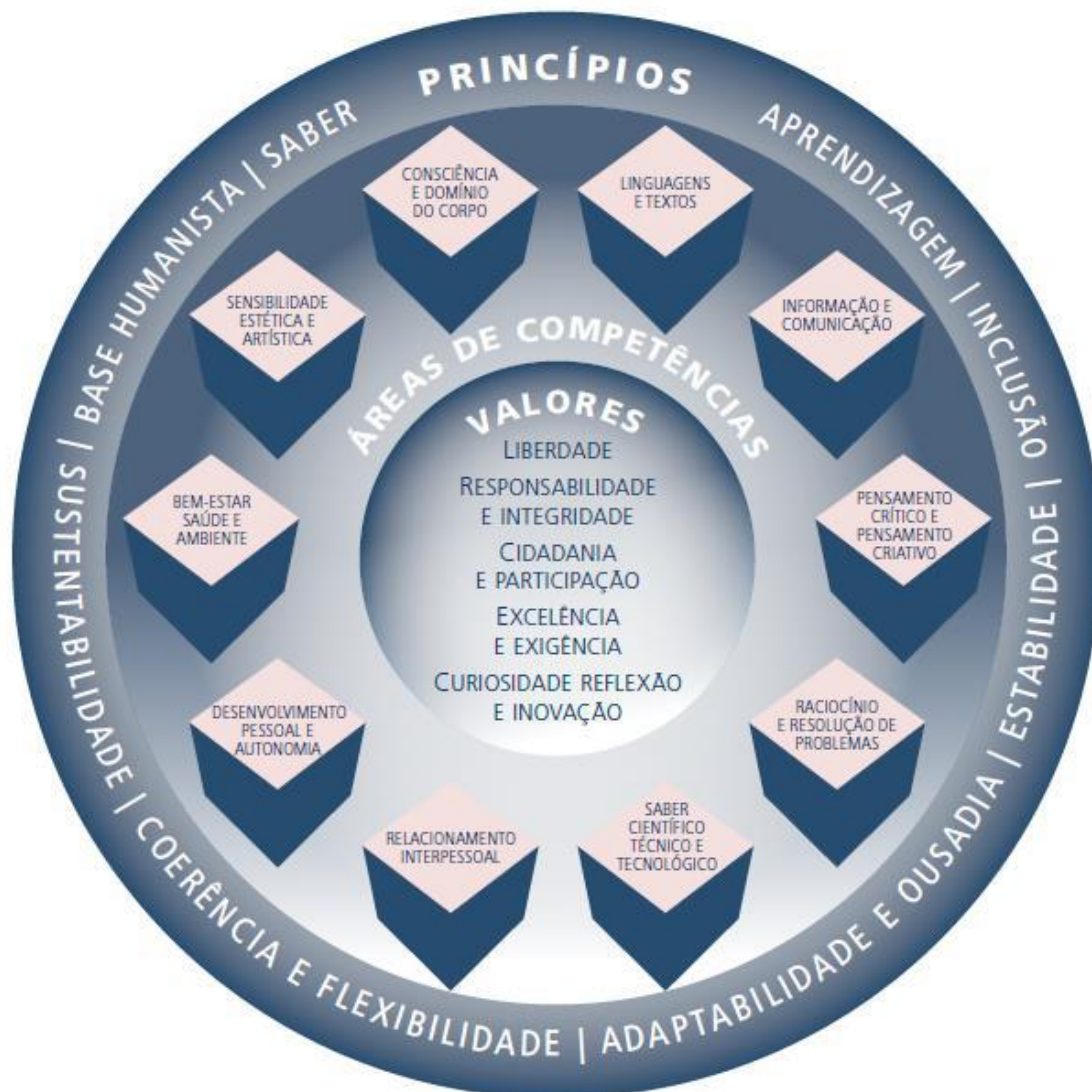 PRINCÍPIOS
BASE HUMANISTA | SABER
APRENDIZAGEM | INCLUSÃO |
ESTABILIDADE |
ADAPTABILIDADE E OUSADIA |
COERÊNCIA E FLEXIBILIDADE |
SUSTENTABILIDADE |
ÁREAS DE COMPETÊNCIAS
LINGUAGENS
E TEXTOS
INFORMAÇÃO E
COMUNICAÇÃO
PENSAMENTO
CRÍTICO E
PENSAMENTO
CRIATIVO
RACIOCÍNIO
E RESOLUÇÃO DE
PROBLEMAS
SABER
CIENTÍFICO
TÉCNICO E
TECNOLÓGICO
RELACIONAMENTO
INTERPESSOAL
DESENVOLVIMENTO
PESSOAL E
AUTONOMIA
BEM-ESTAR
SAÚDE E
AMBIENTE
SENSIBILIDADE
ESTÉTICA E
ARTÍSTICA
CONSCIÊNCIA
E DOMÍNIO
DO CORPO
VALORES
LIBERDADE
RESPONSABILIDADE
E INTEGRIDADE
CIDADANIA
E PARTICIPAÇÃO
EXCELÊNCIA
E EXIGÊNCIA
CURIOSIDADE REFLEXÃO
E INOVAÇÃO